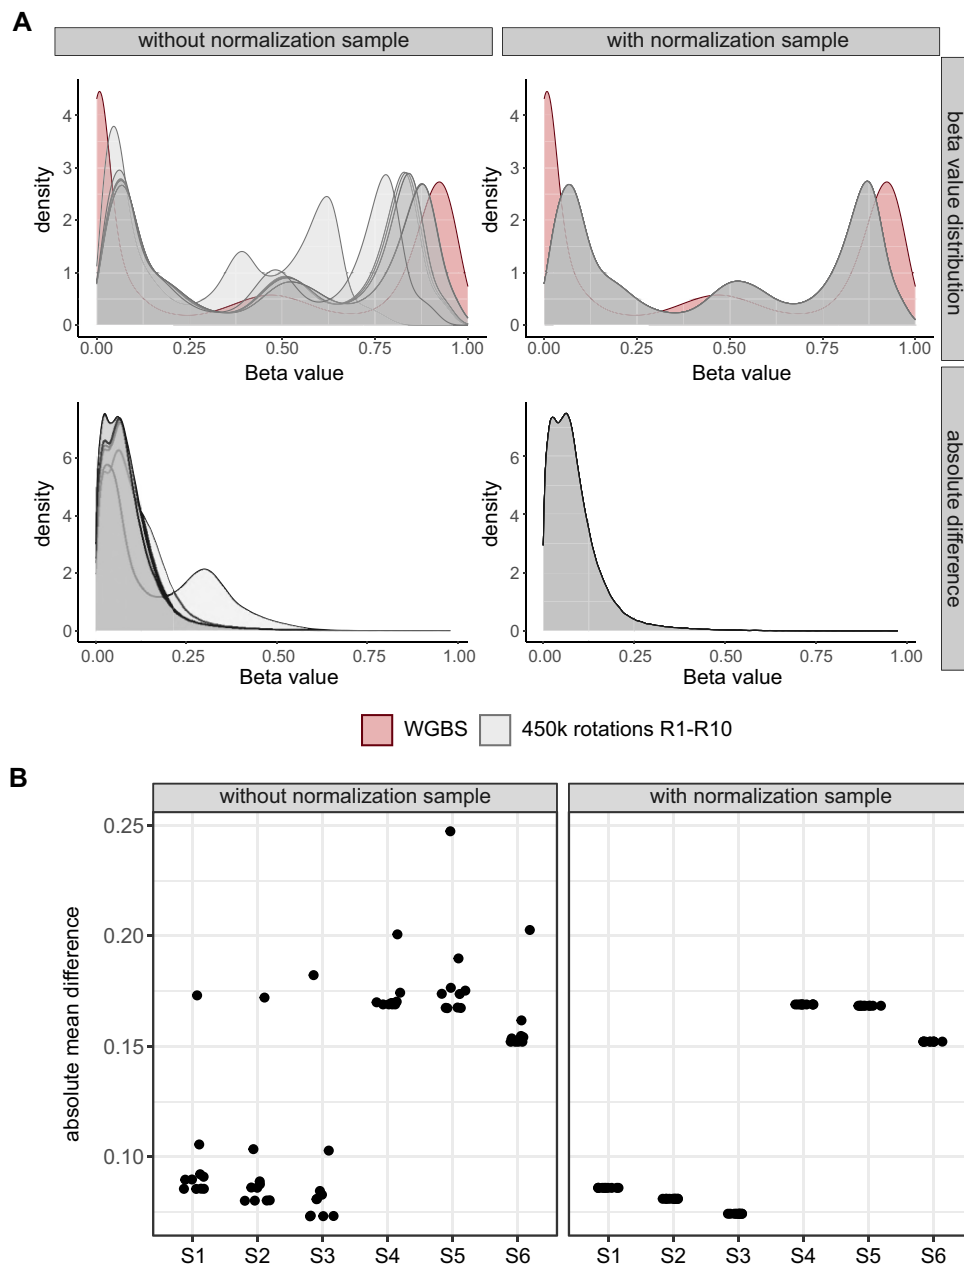 A
without normalization sample
with normalization sample
beta value distribution
density
4
3
2
1
0
0.00 0.25 0.50 0.75 1.00
Beta value
density
4
3
2
1
0
0.00 0.25 0.50 0.75 1.00
Beta value
absolute difference
density
6
4
2
0
0.00 0.25 0.50 0.75 1.00
Beta value
density
6
4
2
0
0.00 0.25 0.50 0.75 1.00
Beta value
WGBS 450k rotations R1-R10
B
without normalization sample
with normalization sample
absolute mean difference
0.25
0.20
0.15
0.10
S1 S2 S3 S4 S5 S6
S1 S2 S3 S4 S5 S6